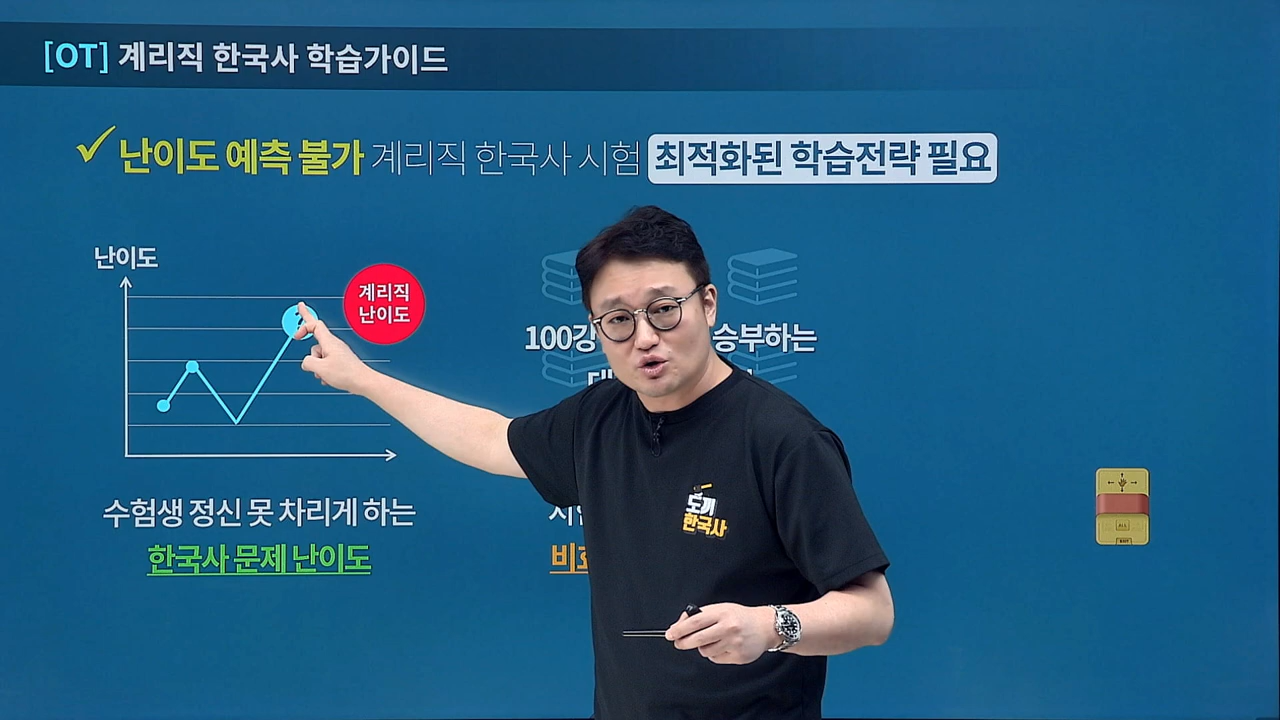 [OT] 계리직 한국사 학습가이드
난이도 예측 불가 계리직 한국사 시험 최적화된 학습전략 필요
난이도
계리직
난이도
100강 승부하는
수험생 정신 못 차리게 하는
한국사 문제 난이도
도끼
한국사
ALL
EXIT